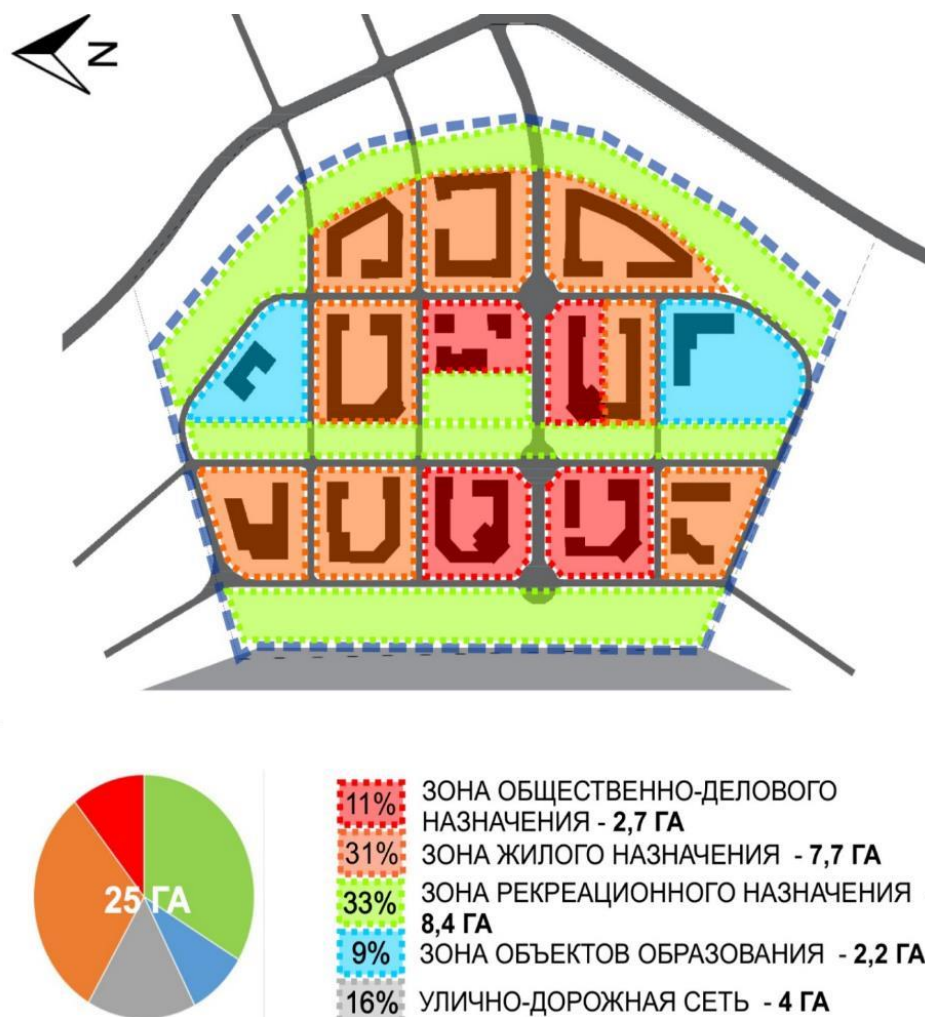 N
25 ГА
11% ЗОНА ОБЩЕСТВЕННО-ДЕЛОВОГО
НАЗНАЧЕНИЯ - 2,7 ГА
31% ЗОНА ЖИЛОГО НАЗНАЧЕНИЯ - 7,7 ГА
33% ЗОНА РЕКРЕАЦИОННОГО НАЗНАЧЕНИЯ
8,4 ГА
9% ЗОНА ОБЪЕКТОВ ОБРАЗОВАНИЯ - 2,2 ГА
16% УЛИЧНО-ДОРОЖНАЯ СЕТЬ - 4 ГА